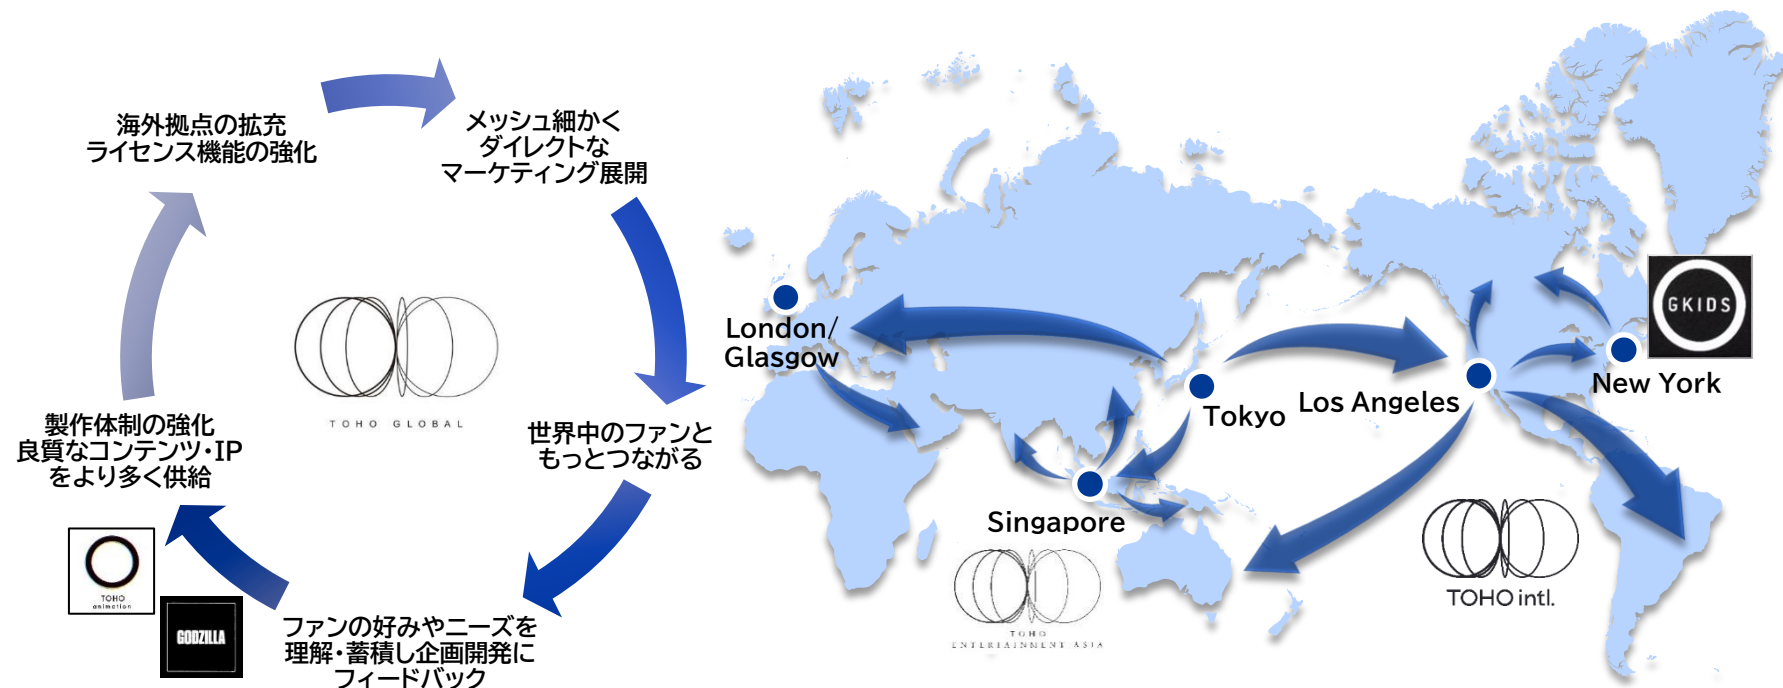 海外拠点の拡充
ライセンス機能の強化
メッシュ細かく
ダイレクトな
マーケティング展開
世界中のファンと
もっとつながる
ファンの好みやニーズを
理解・蓄積し企画開発に
フィードバック
製作体制の強化
良質なコンテンツ・IP
をより多く供給
TOHO GLOBAL
TOHO
animation
GODZILLA
London/
Glasgow
Tokyo
Singapore
TOHO
ENTERTAINMENT ASIA
Los Angeles
New York
GKIDS
TOHO intl.